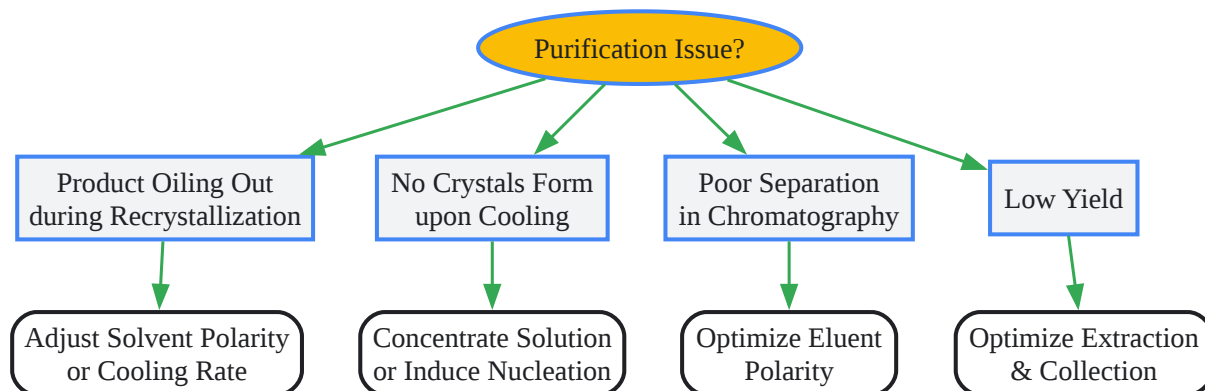 Purification Issue?
Product Oiling Out
during Recrystallization
No Crystals Form
upon Cooling
Poor Separation
in Chromatography
Low Yield
Adjust Solvent Polarity
or Cooling Rate
Concentrate Solution
or Induce Nucleation
Optimize Eluent
Polarity
Optimize Extraction
& Collection